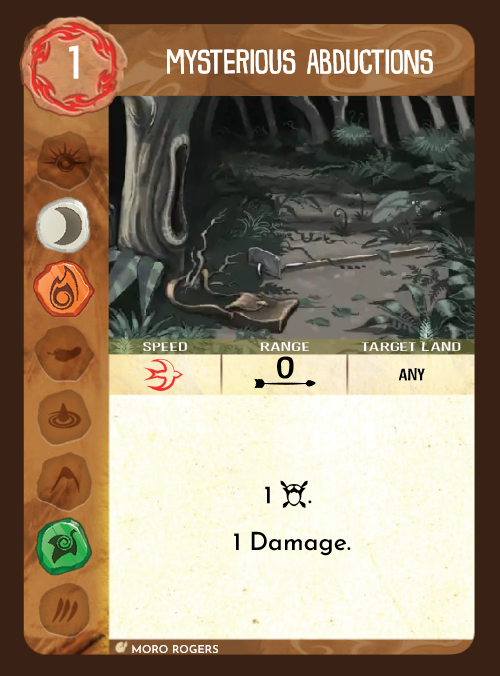 1
MYSTERIOUS ABDUCTIONS
SPEED RANGE TARGET LAND
0 ANY
1 .
1 Damage.
MORO ROGERS